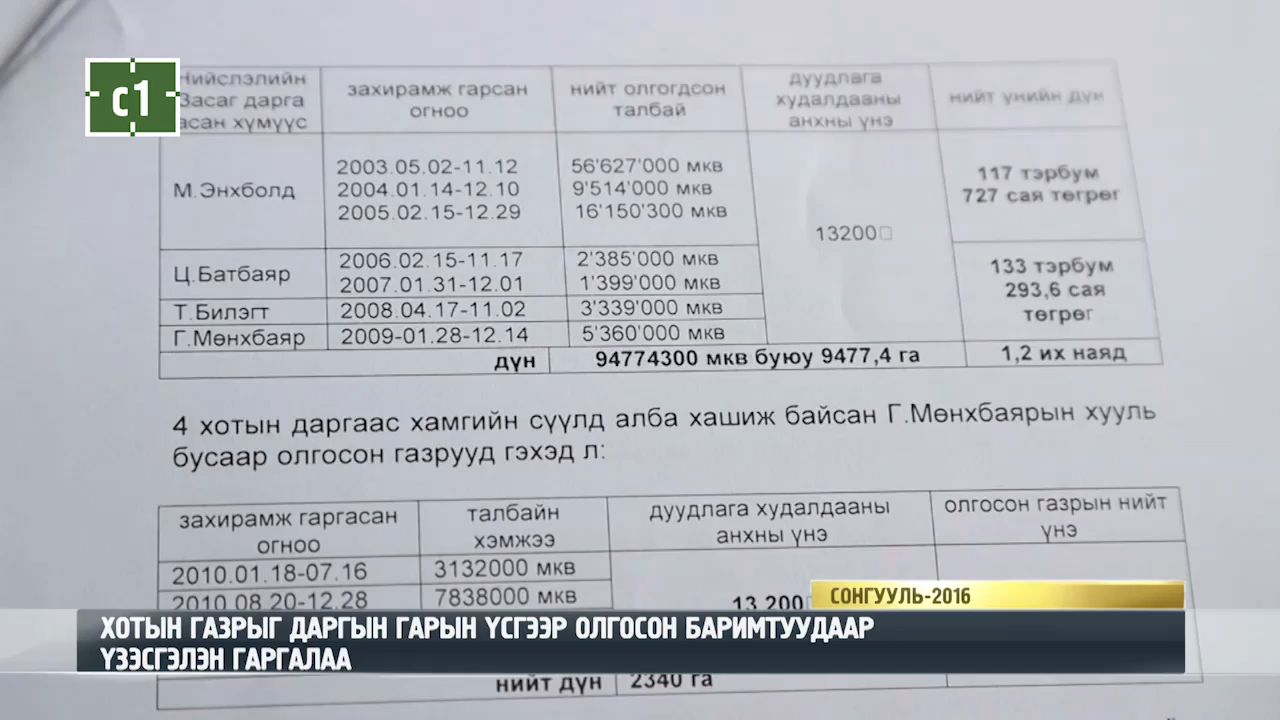 c1
Нийслэлийн
Засаг дарга
асан хүмүүс
захирамж гарсан
огноо
нийт олгогдсон
талбай
дуудлага
худалдааны
анхны үнэ
нийт үнийн дүн
М.Энхболд
2003.05.02-11.12
56'627'000 мкв
2004.01.14-12.10
9'514'000 мкв
2005.02.15-12.29
16'150'300 мкв
13200
117 тэрбум
727 сая төгрөг
Ц.Батбаяр
2006.02.15-11.17
2'385'000 мкв
2007.01.31-12.01
1'399'000 мкв
133 тэрбум
293,6 сая
төгрөг
Т.Билэгт
2008.04.17-11.02
3'339'000 мкв
Г.Мөнхбаяр
2009-01.28-12.14
5'360'000 мкв
дүн
94774300 мкв буюу 9477,4 га
1,2 их наяд
4 хотын даргаас хамгийн сүүлд алба хашиж байсан Г.Мөнхбаярын хууль
бусаар олгосон газрууд гэхэд л:
захирамж гаргасан
огноо
талбайн
хэмжээ
дуудлага худалдааны
анхны үнэ
олгосон газрын нийт
үнэ
2010.01.18-07.16
3132000 мкв
2010.08.20-12.28
7838000 мкв
13.200
СОНГУУЛЬ-2016
ХОТЫН ГАЗРЫГ ДАРГЫН ГАРЫН ҮСГЭЭР ОЛГОСОН БАРИМТУУДААР
ҮЗЭСГЭЛЭН ГАРГАЛАА
нийт дүн
2340 га